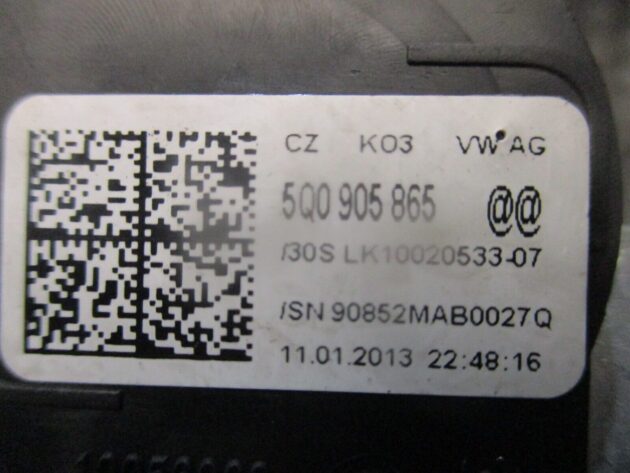 CZ K03 VW AG
5Q0 905 865 @@
/30S LK10020533-07
/SN 90852MAB0027Q
11.01.2013 22:48:16